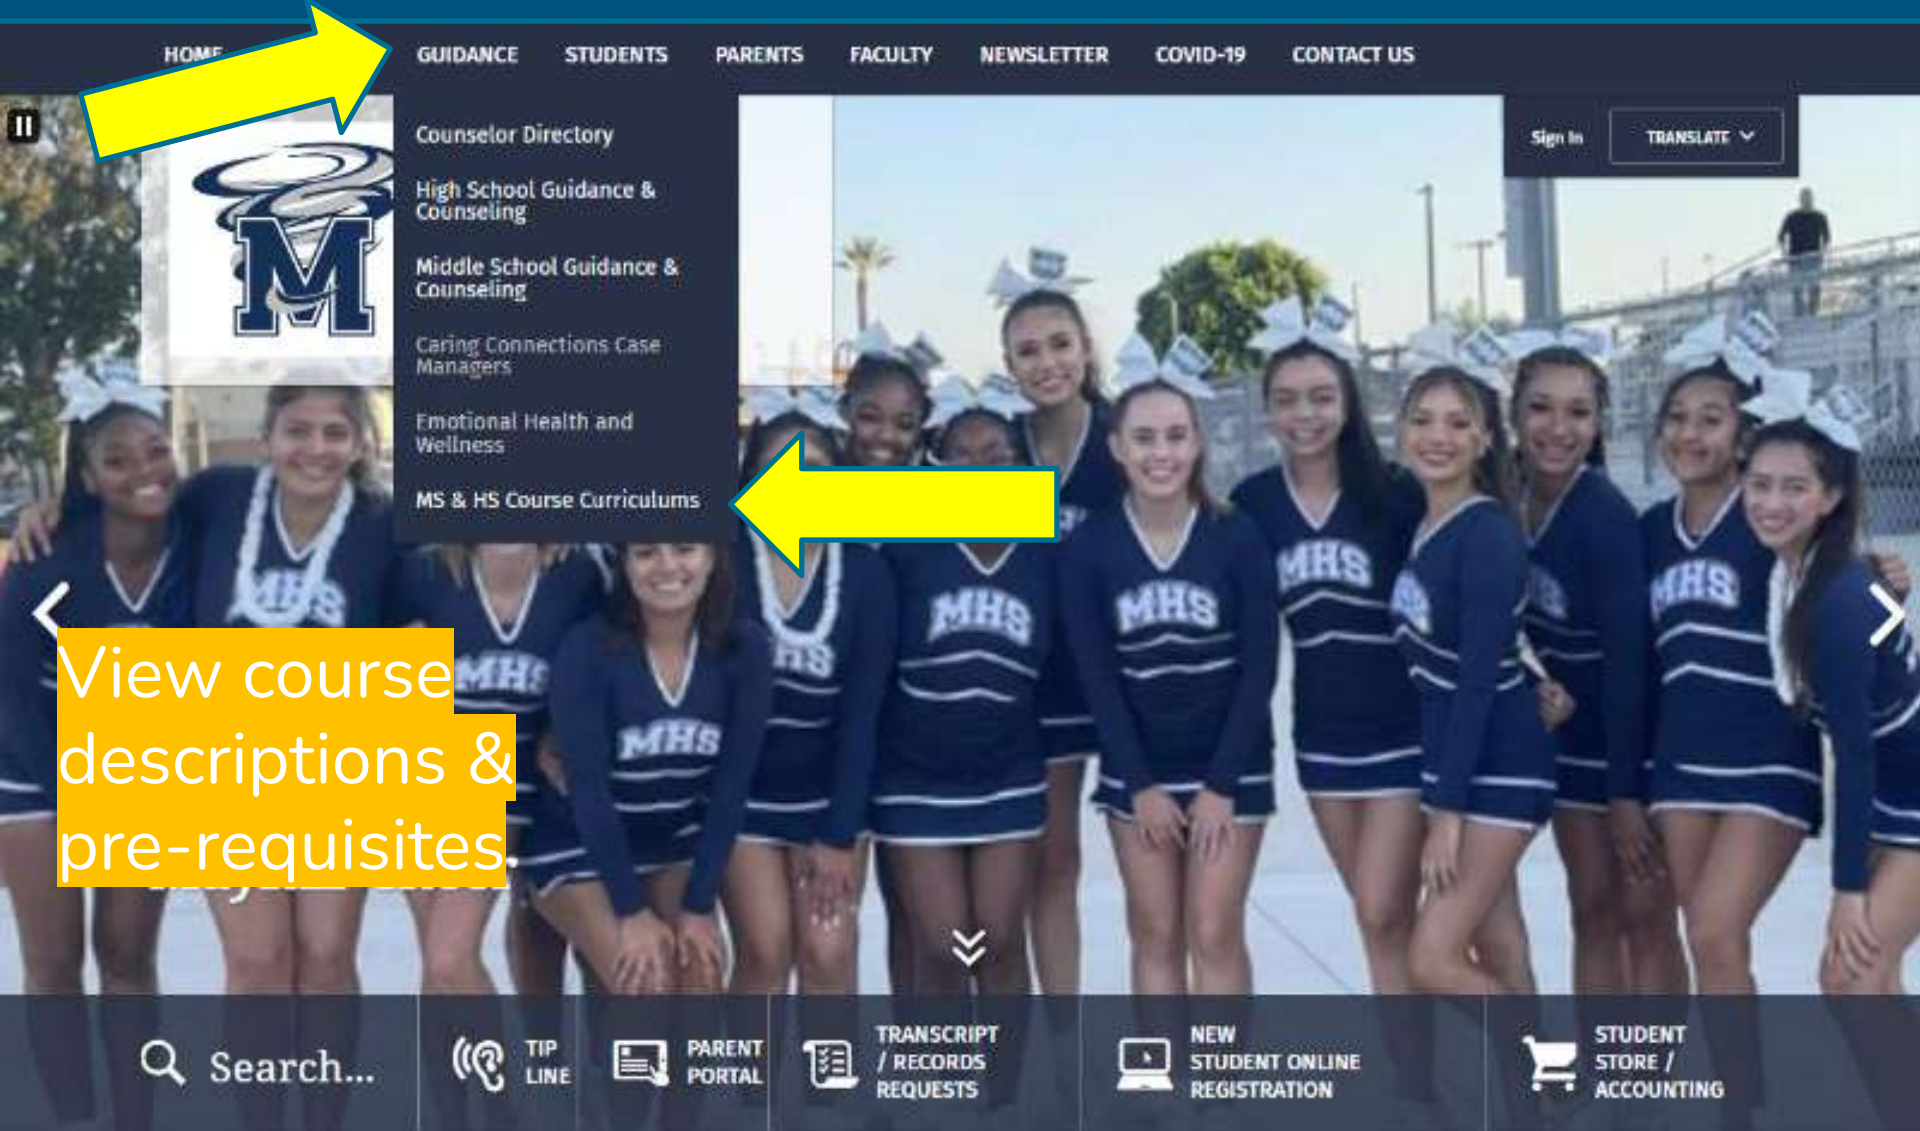 HOME
GUIDANCE
STUDENTS
PARENTS
FACULTY
NEWSLETTER
COVID-19
CONTACT US
Counselor Directory
High School Guidance &
Counseling
Middle School Guidance &
Counseling
Caring Connections Case
Managers
Emotional Health and
Wellness
MS & HS Course Curriculums
Sign In
TRANSLATE
M
MHS
MHS
MHS
MHS
MHS
MHS
MHS
View course
descriptions &
pre-requisites.
Search...
TIP
LINE
PARENT
PORTAL
TRANSCRIPT
/ RECORDS
REQUESTS
NEW
STUDENT ONLINE
REGISTRATION
STUDENT
STORE /
ACCOUNTING